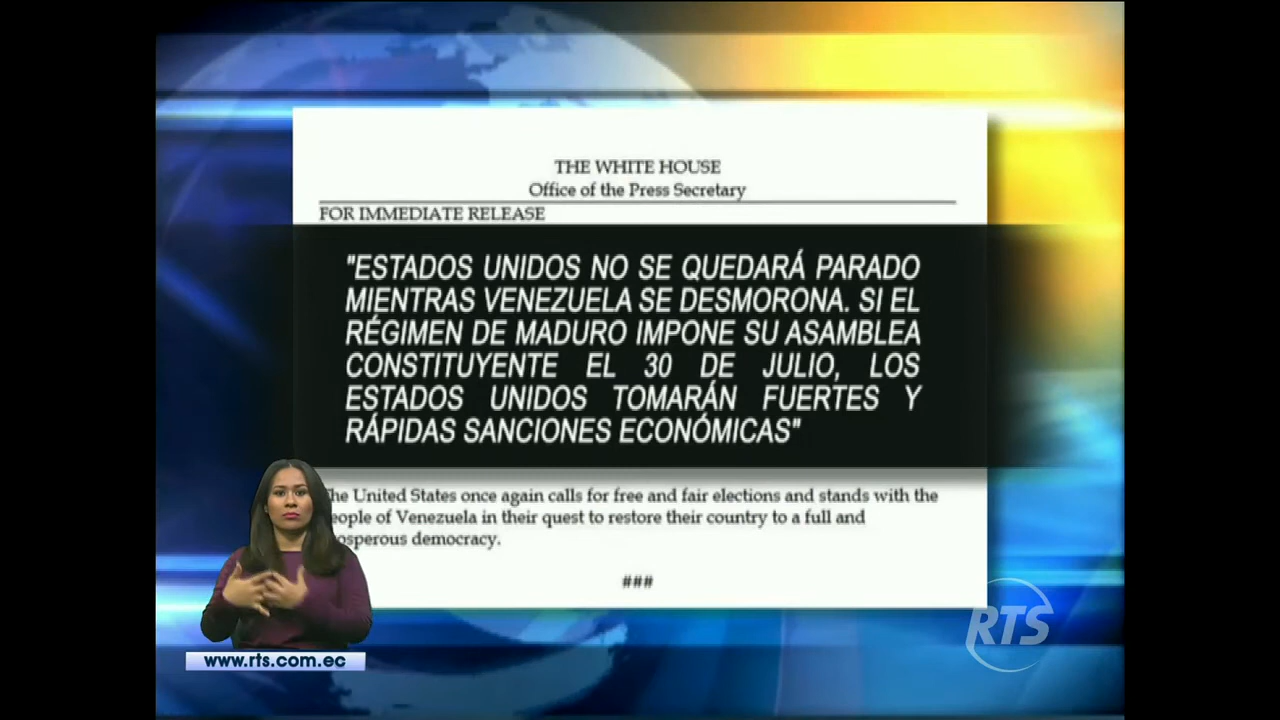 THE WHITE HOUSE
Office of the Press Secretary
FOR IMMEDIATE RELEASE
"ESTADOS UNIDOS NO SE QUEDARÁ PARADO
MIENTRAS VENEZUELA SE DESMORONA. SI EL
RÉGIMEN DE MADURO IMPONE SU ASAMBLEA
CONSTITUYENTE EL 30 DE JULIO, LOS
ESTADOS UNIDOS TOMARÁN FUERTES Y
RÁPIDAS SANCIONES ECONÓMICAS"
he United States once again calls for free and fair elections and stands with the
eople of Venezuela in their quest to restore their country to a full and
osperous democracy.
###
RTS
www.rts.com.ec